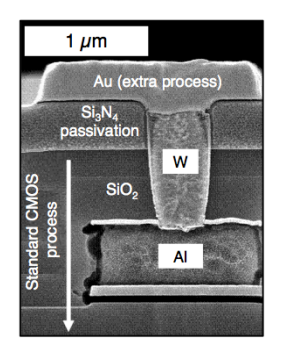 1 µm
Au (extra process)
Si₃N₄
passivation
W
SiO₂
Al
Standard CMOS
process